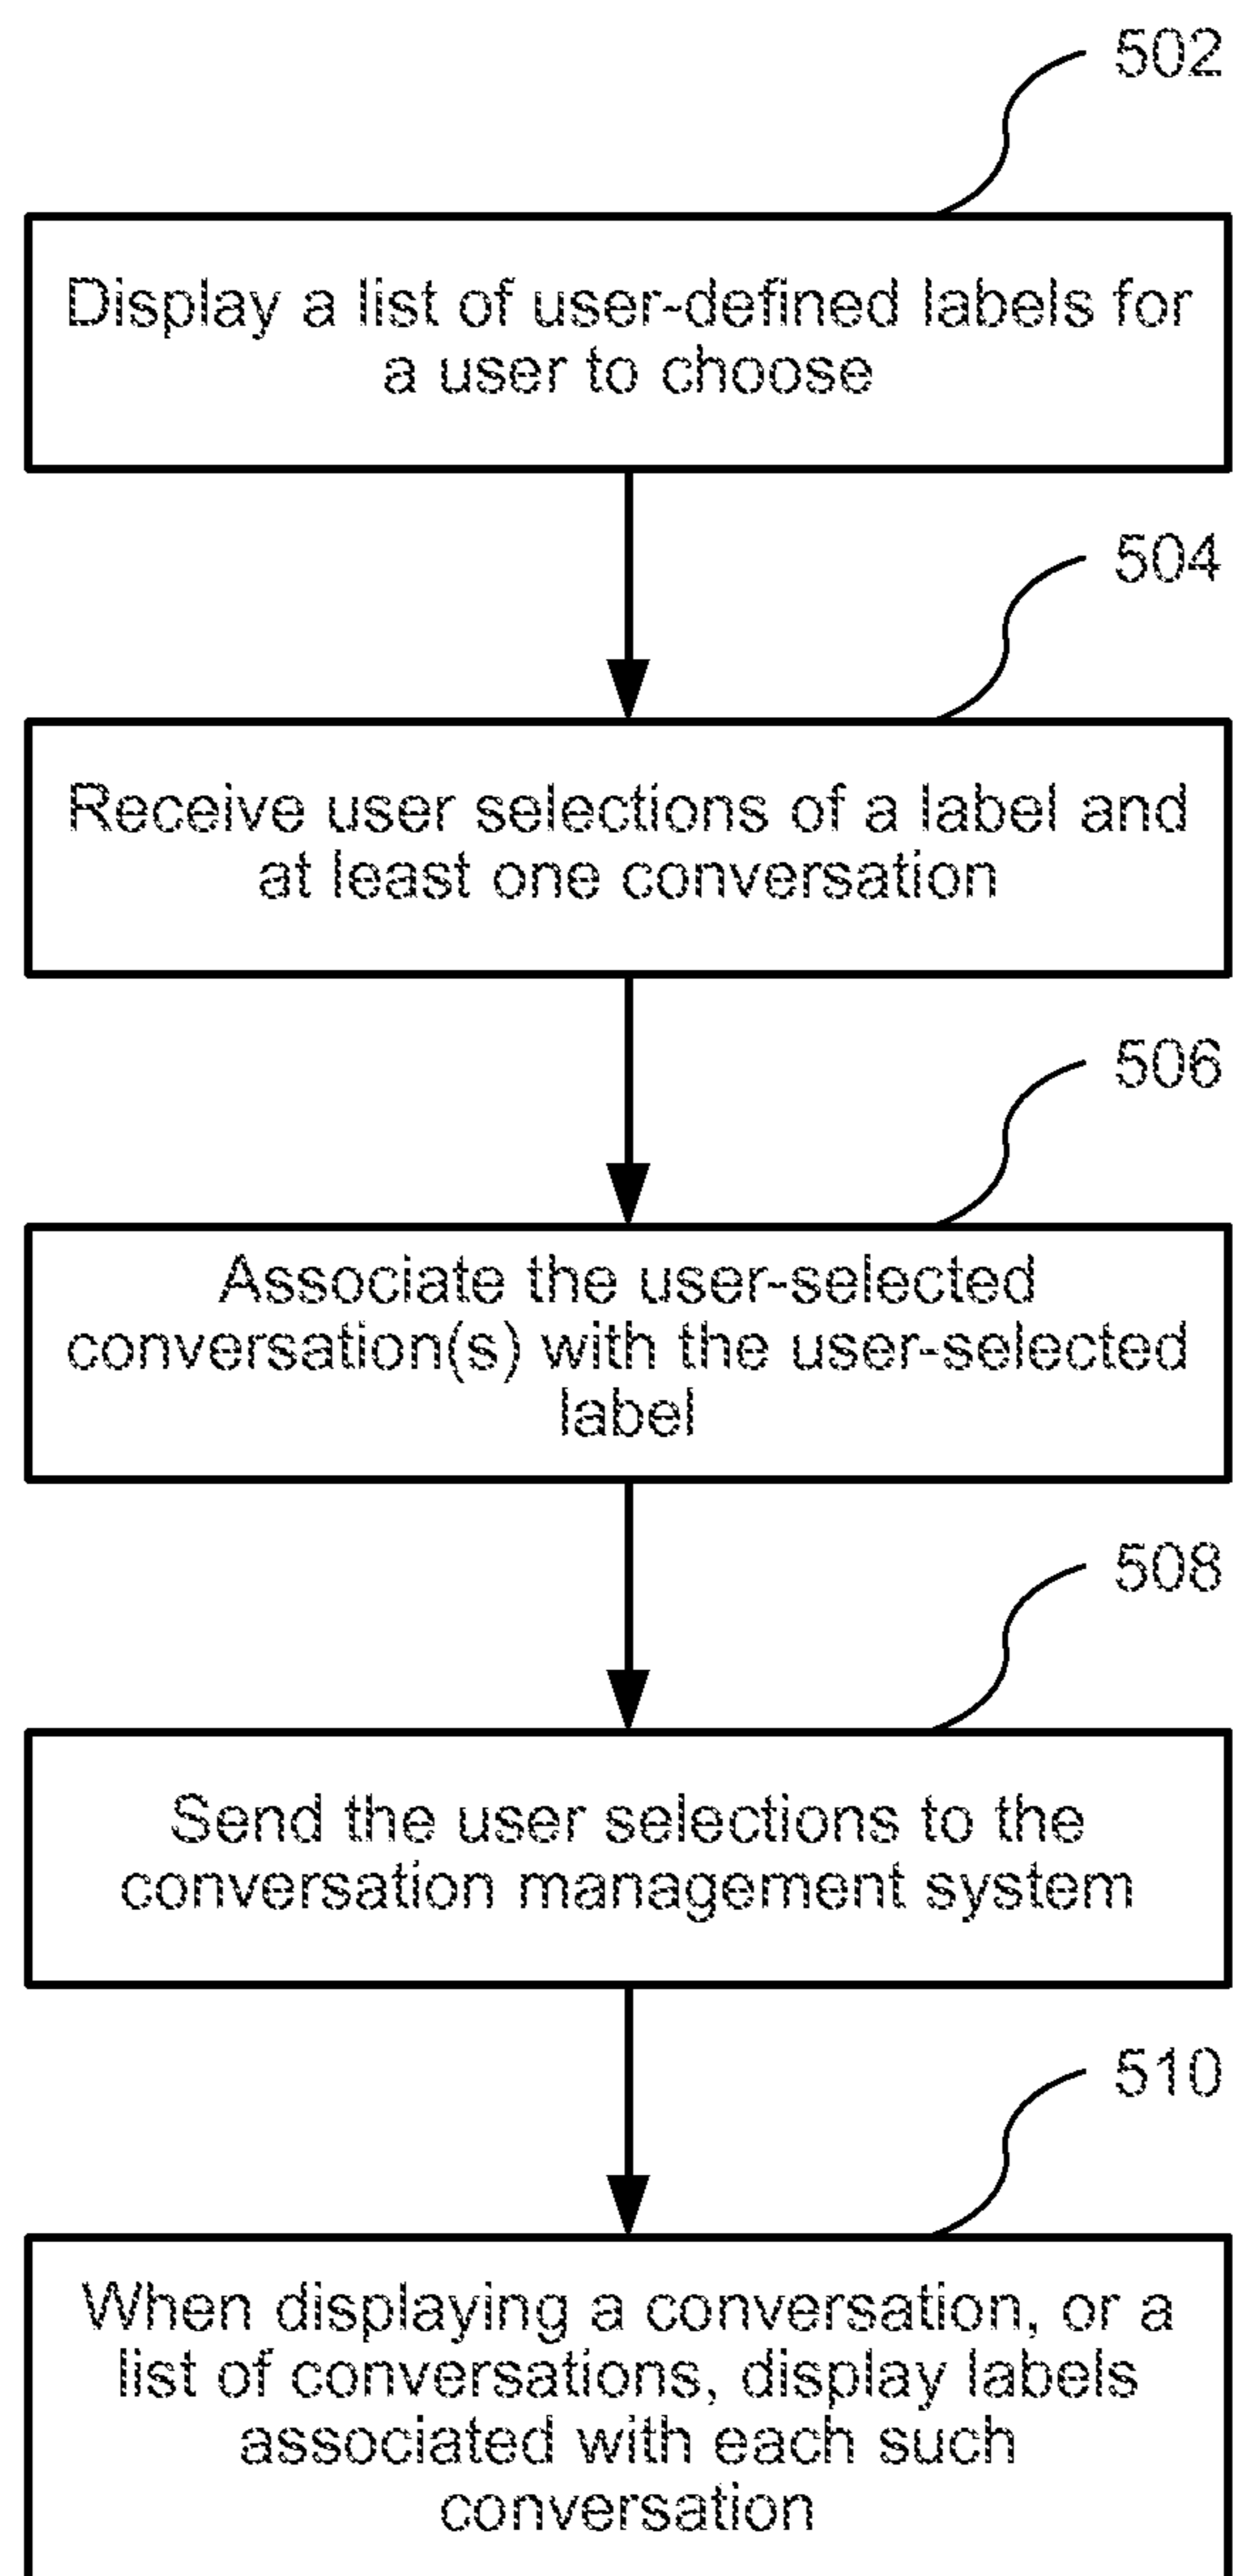 502
Display a list of user-defined labels for
a user to choose
504
Receive user selections of a label and
at least one conversation
506
Associate the user-selected
conversation(s) with the user-selected
label
508
Send the user selections to the
conversation management system
510
When displaying a conversation, or a
list of conversations, display labels
associated with each such
conversation